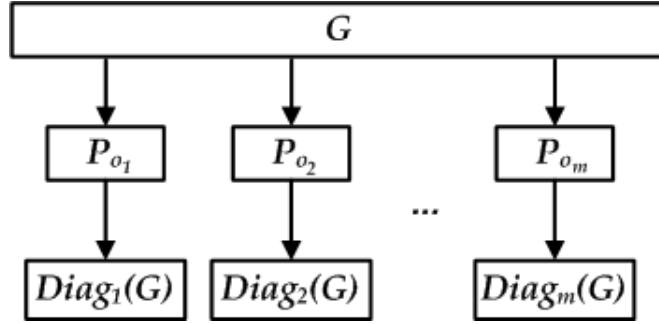 G
P_{o_1} P_{o_2} P_{o_m}
...
Diag_1(G) Diag_2(G) Diag_m(G)